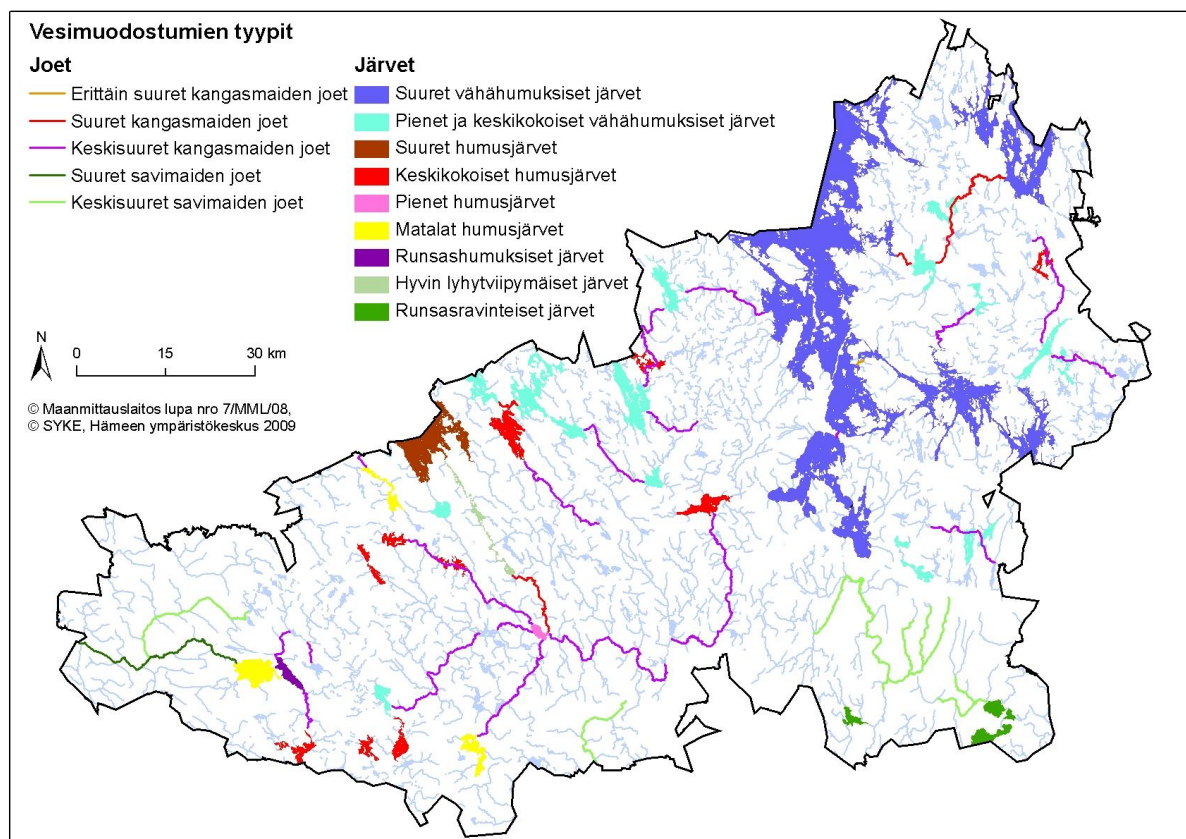 Vesimuodostumien tyypit
Joet
Erittäin suuret kangasmaiden joet
Suuret kangasmaiden joet
Keskisuuret kangasmaiden joet
Suuret savimaiden joet
Keskisuuret savimaiden joet
Järvet
Suuret vähähumuksiset järvet
Pienet ja keskikokoiset vähähumuksiset järvet
Suuret humusjärvet
Keskikokoiset humusjärvet
Pienet humusjärvet
Matalat humusjärvet
Runsashumuksiset järvet
Hyvin lyhytviipymäiset järvet
Runsasravinteiset järvet
N
0 15 30 km
© Maanmittauslaitos lupa nro 7/MML/08,
© SYKE, Hämeen ympäristökeskus 2009